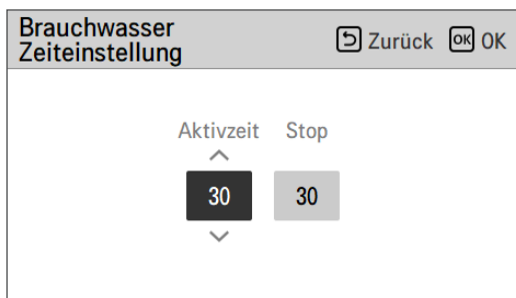 Brauchwasser
Zeiteinstellung
Zurück OK OK
Aktivzeit Stop
30 30